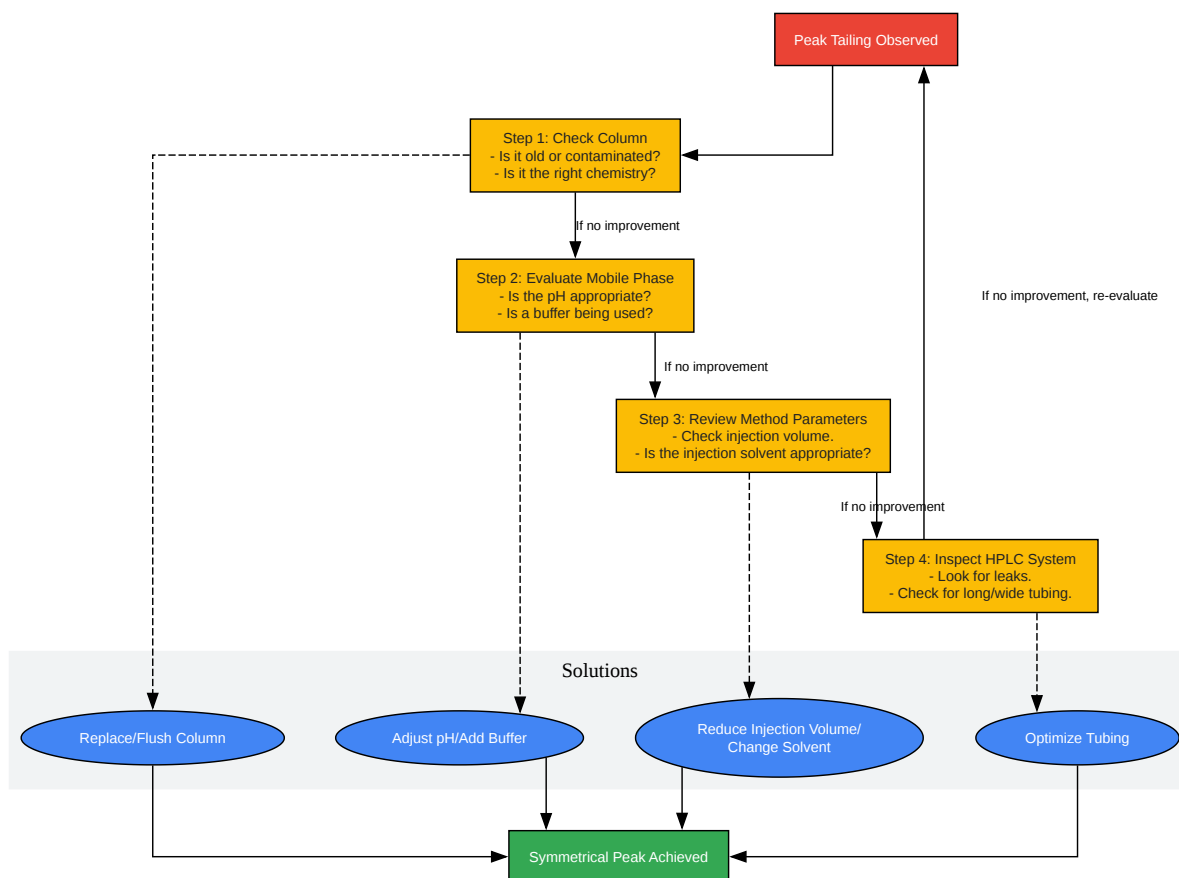 Peak Tailing Observed
Step 1: Check Column
- Is it old or contaminated?
- Is it the right chemistry?
If no improvement
Step 2: Evaluate Mobile Phase
- Is the pH appropriate?
- Is a buffer being used?
If no improvement, re-evaluate
If no improvement
Step 3: Review Method Parameters
- Check injection volume.
- Is the injection solvent appropriate?
If no improvement
Step 4: Inspect HPLC System
- Look for leaks.
- Check for long/wide tubing.
Solutions
Replace/Flush Column
Adjust pH/Add Buffer
Reduce Injection Volume/
Change Solvent
Optimize Tubing
Symmetrical Peak Achieved